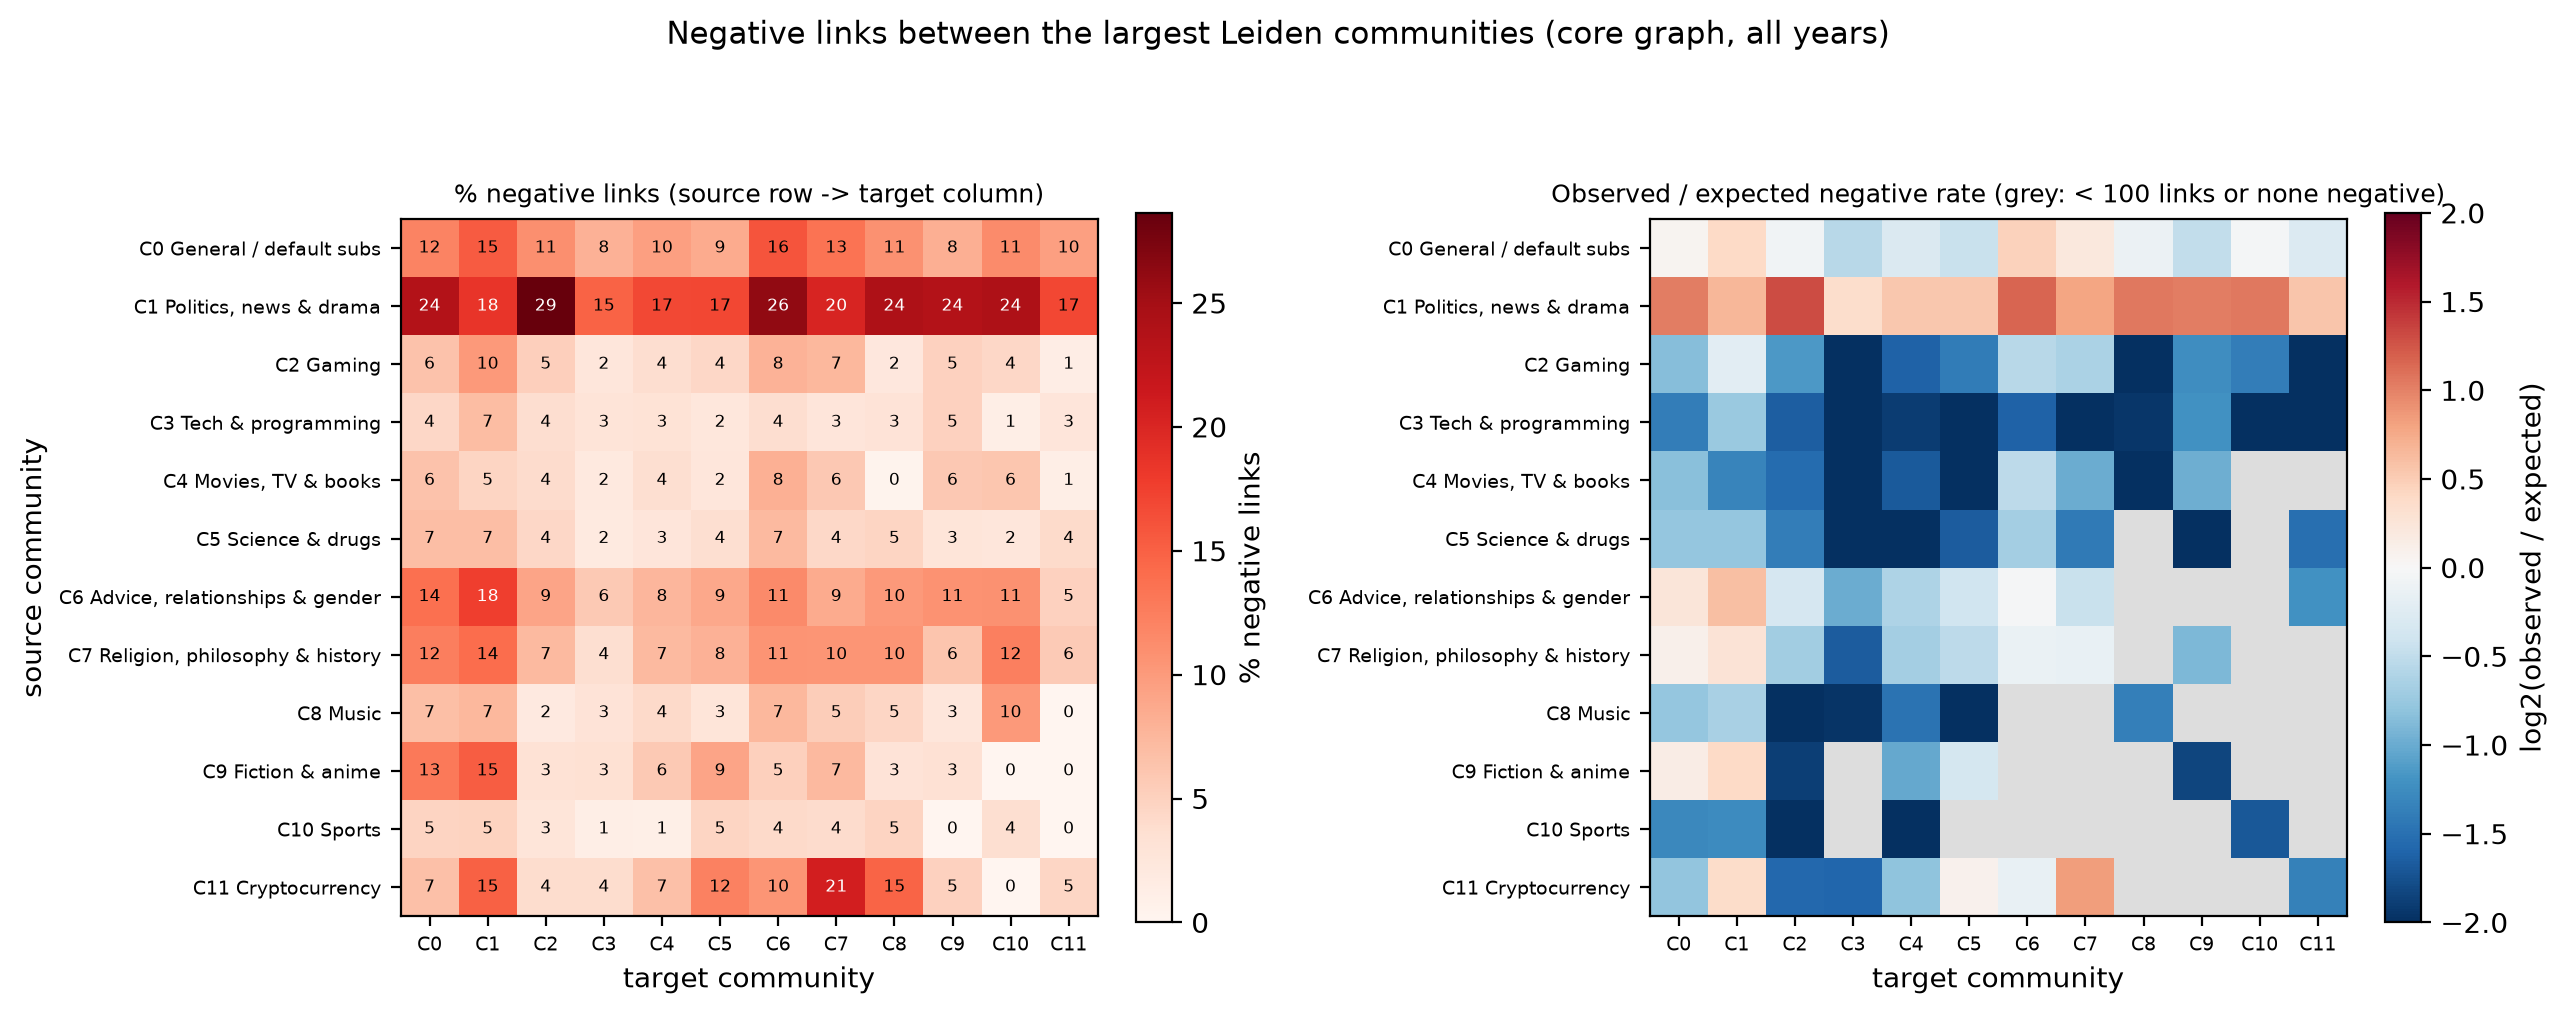 Negative links between the largest Leiden communities (core graph, all years)
% negative links (source row -> target column)
source community
C0 General / default subs 12 15 11 8 10 9 16 13 11 8 11 10
C1 Politics, news & drama 24 18 29 15 17 17 26 20 24 24 24 17
C2 Gaming 6 10 5 2 4 4 8 7 2 5 4 1
C3 Tech & programming 4 7 4 3 3 2 4 3 3 5 1 3
C4 Movies, TV & books 6 5 4 2 4 2 8 6 0 6 6 1
C5 Science & drugs 7 7 4 2 3 4 7 4 5 3 2 4
C6 Advice, relationships & gender 14 18 9 6 8 9 11 9 10 11 11 5
C7 Religion, philosophy & history 12 14 7 4 7 8 11 10 10 6 12 6
C8 Music 7 7 2 3 4 3 7 5 5 3 10 0
C9 Fiction & anime 13 15 3 3 6 9 5 7 3 3 0 0
C10 Sports 5 5 3 1 1 5 4 4 5 0 4 0
C11 Cryptocurrency 7 15 4 4 7 12 10 21 15 5 0 5
C0 C1 C2 C3 C4 C5 C6 C7 C8 C9 C10 C11
target community
25
20
15
10
5
0
% negative links
Observed / expected negative rate (grey: < 100 links or none negative)
C0 General / default subs
C1 Politics, news & drama
C2 Gaming
C3 Tech & programming
C4 Movies, TV & books
C5 Science & drugs
C6 Advice, relationships & gender
C7 Religion, philosophy & history
C8 Music
C9 Fiction & anime
C10 Sports
C11 Cryptocurrency
C0 C1 C2 C3 C4 C5 C6 C7 C8 C9 C10 C11
target community
2.0
1.5
1.0
0.5
0.0
−0.5
−1.0
−1.5
−2.0
log2(observed / expected)